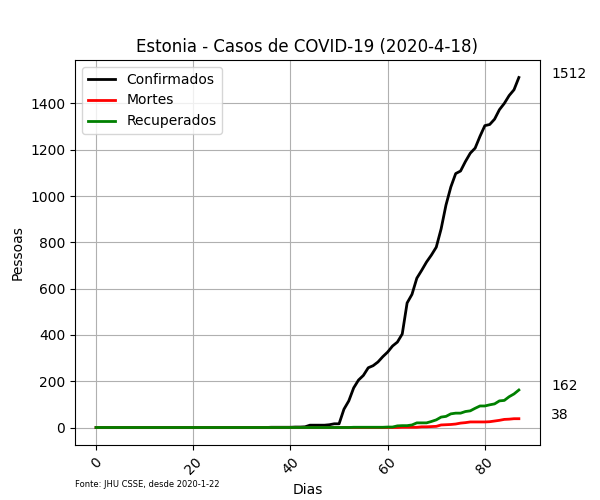 Estonia - Casos de COVID-19 (2020-4-18)
Confirmados
Mortes
Recuperados
1512
162
38
1400
1200
1000
800
600
400
200
0
Pessoas
0 20 40 60 80
Dias
Fonte: JHU CSSE, desde 2020-1-22